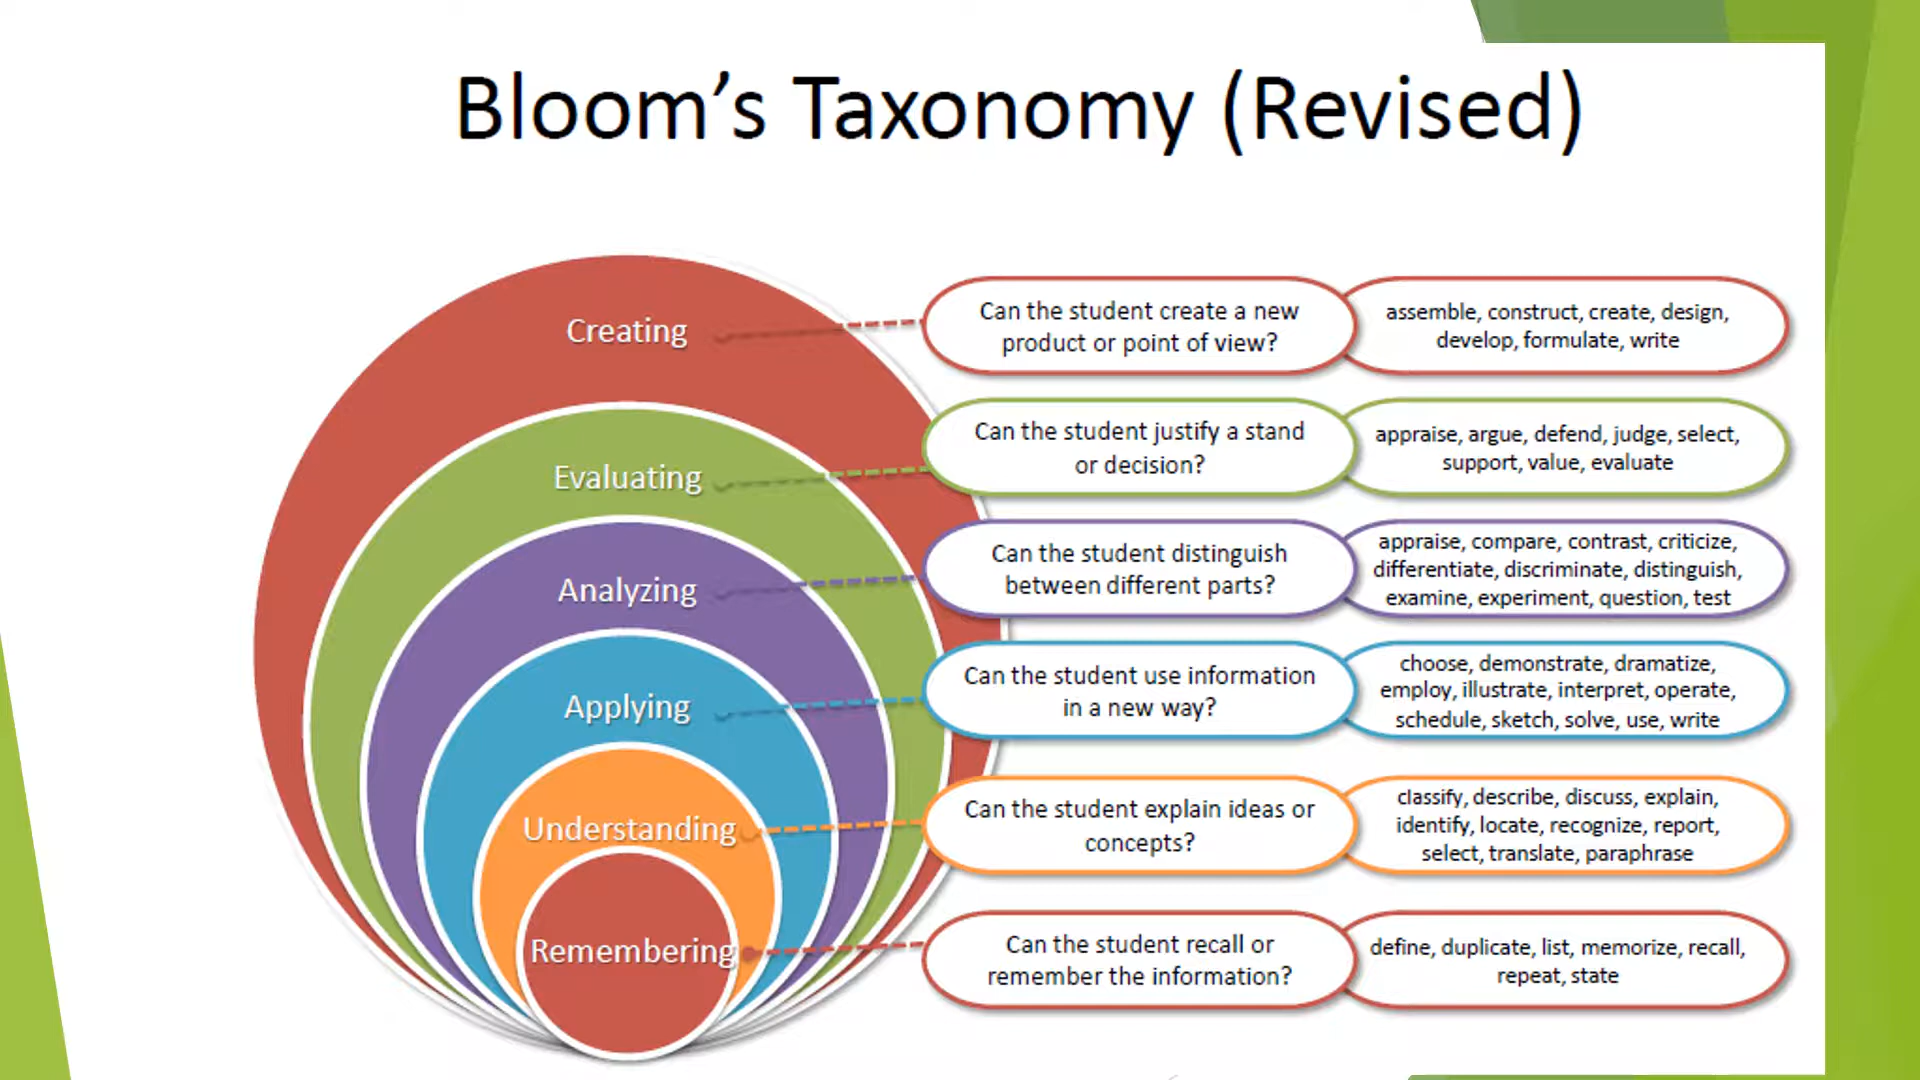 Bloom’s Taxonomy (Revised)
Creating
Can the student create a new
product or point of view?
assemble, construct, create, design,
develop, formulate, write
Evaluating
Can the student justify a stand
or decision?
appraise, argue, defend, judge, select,
support, value, evaluate
Analyzing
Can the student distinguish
between different parts?
appraise, compare, contrast, criticize,
differentiate, discriminate, distinguish,
examine, experiment, question, test
Applying
Can the student use information
in a new way?
choose, demonstrate, dramatize,
employ, illustrate, interpret, operate,
schedule, sketch, solve, use, write
Understanding
Can the student explain ideas or
concepts?
classify, describe, discuss, explain,
identify, locate, recognize, report,
select, translate, paraphrase
Remembering
Can the student recall or
remember the information?
define, duplicate, list, memorize, recall,
repeat, state